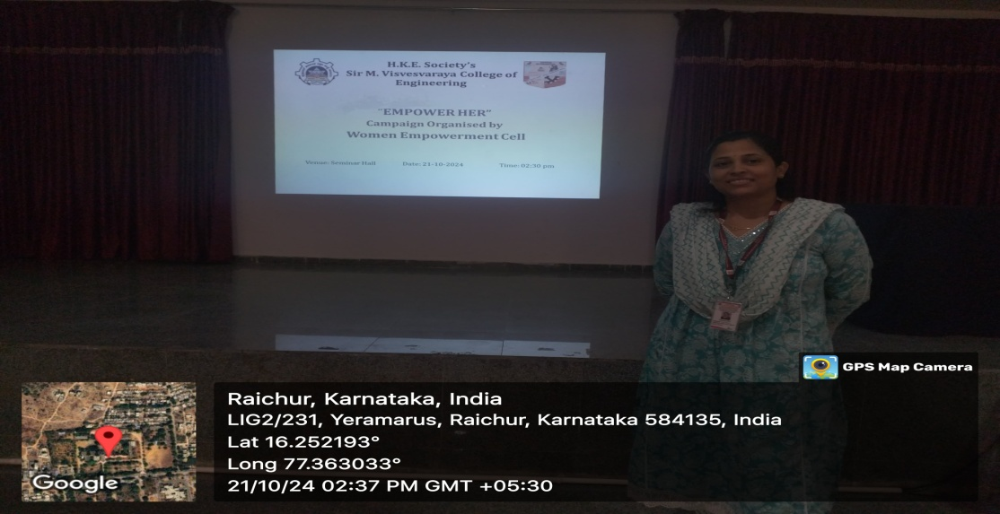 H.K.E. Society's
Sir M. Visvesvaraya College of
Engineering
"EMPOWER HER"
Campaign Organised by
Women Empowerment Cell
Venue: Seminar Hall Date: 21-10-2024 Time: 02:30 pm
GPS Map Camera
Raichur, Karnataka, India
LIG2/231, Yeramarus, Raichur, Karnataka 584135, India
Lat 16.252193°
Long 77.363033°
21/10/24 02:37 PM GMT +05:30
Google